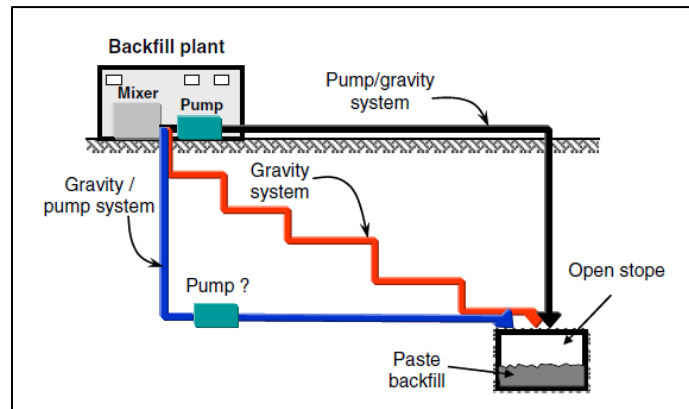 Backfill plant
Mixer
Pump
Pump/gravity
system
Gravity /
pump system
Gravity
system
Pump ?
Open stope
Paste
backfill